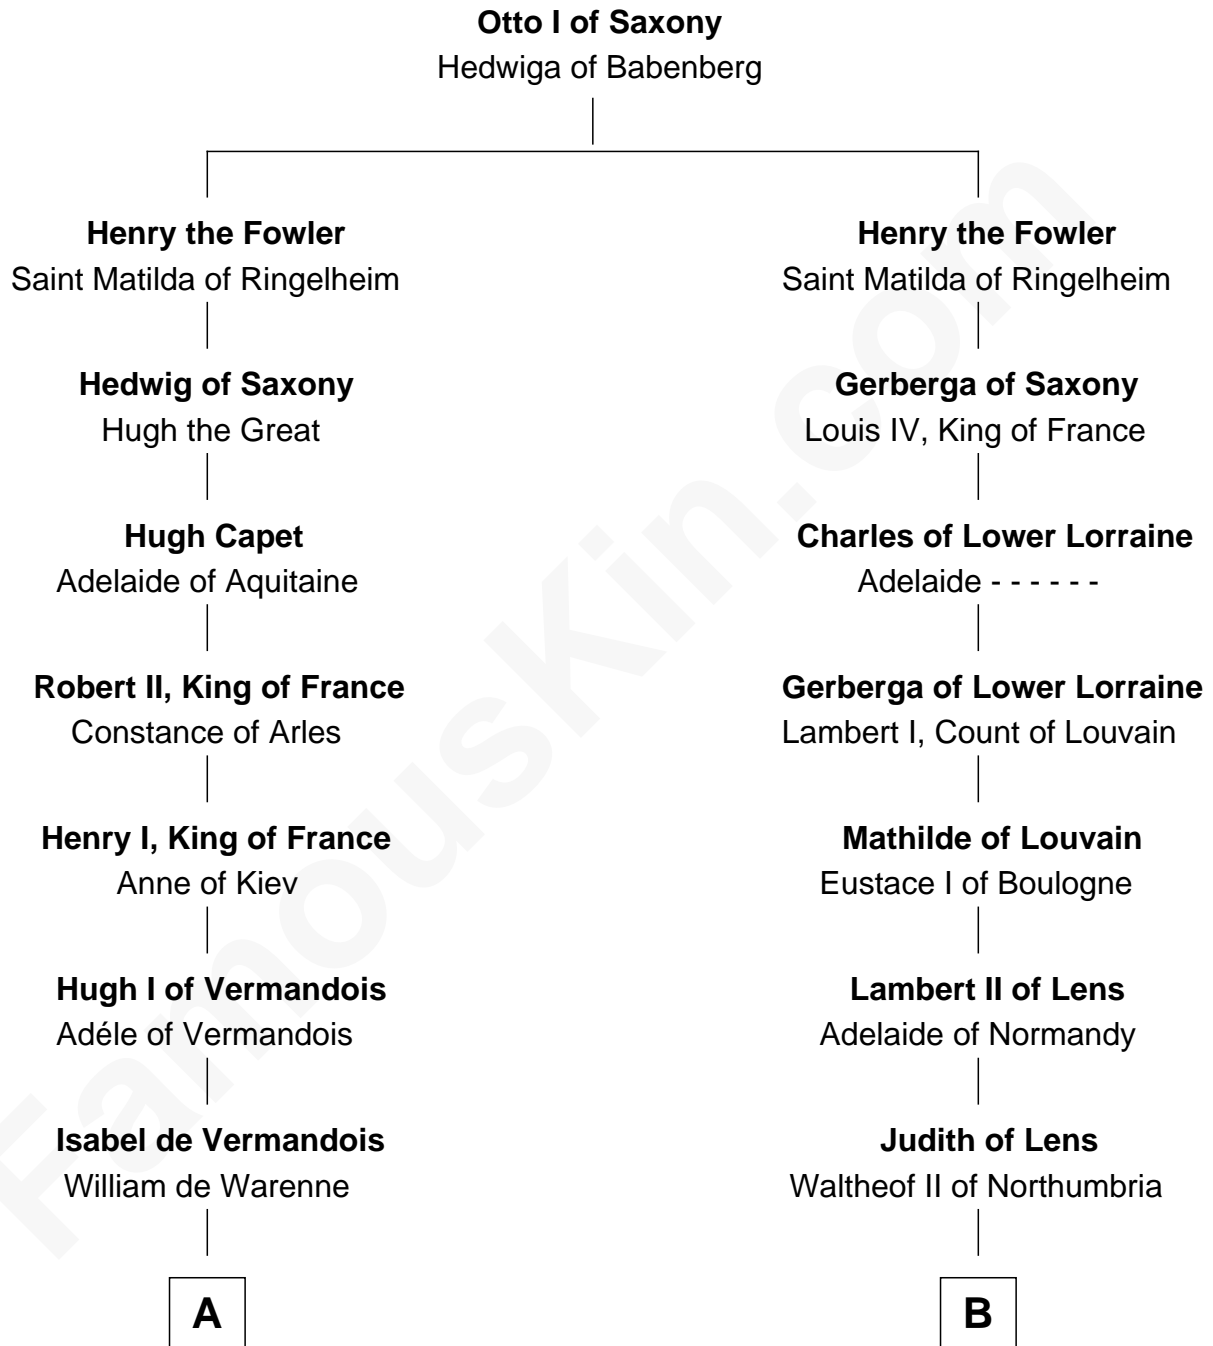 Otto I of Saxony
Hedwiga of Babenberg
Henry the Fowler
Saint Matilda of Ringelheim
Hedwig of Saxony
Hugh the Great
Hugh Capet
Adelaide of Aquitaine
Robert II, King of France
Constance of Arles
Henry I, King of France
Anne of Kiev
Hugh I of Vermandois
Adéle of Vermandois
Isabel de Vermandois
William de Warenne
A
Henry the Fowler
Saint Matilda of Ringelheim
Gerberga of Saxony
Louis IV, King of France
Charles of Lower Lorraine
Adelaide - - - - - -
Gerberga of Lower Lorraine
Lambert I, Count of Louvain
Mathilde of Louvain
Eustace I of Boulogne
Lambert II of Lens
Adelaide of Normandy
Judith of Lens
Waltheof II of Northumbria
B
FamousKin.com